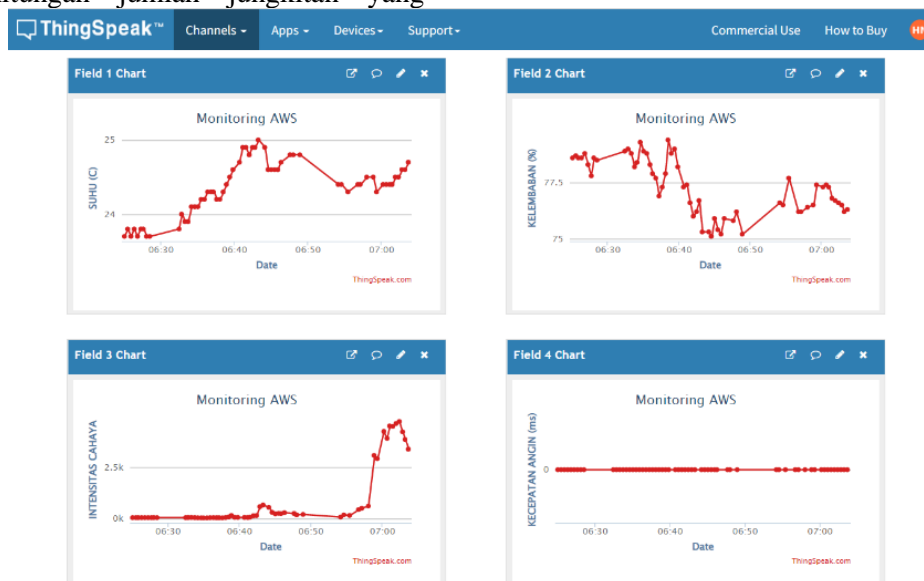 jumlah jungkitan yang
ThingSpeak™ Channels Apps Devices Support Commercial Use How to Buy
Field 1 Chart
Monitoring AWS
25
24
SUHU (C)
06:30 06:40 06:50 07:00
Date
ThingSpeak.com
Field 2 Chart
Monitoring AWS
77.5
75
KELEMBABAN (%)
06:30 06:40 06:50 07:00
Date
ThingSpeak.com
Field 3 Chart
Monitoring AWS
2.5k
0k
INTENSITAS CAHAYA
06:30 06:40 06:50 07:00
Date
ThingSpeak.com
Field 4 Chart
Monitoring AWS
0
KECEPATAN ANGIN (ms)
06:30 06:40 06:50 07:00
Date
ThingSpeak.com